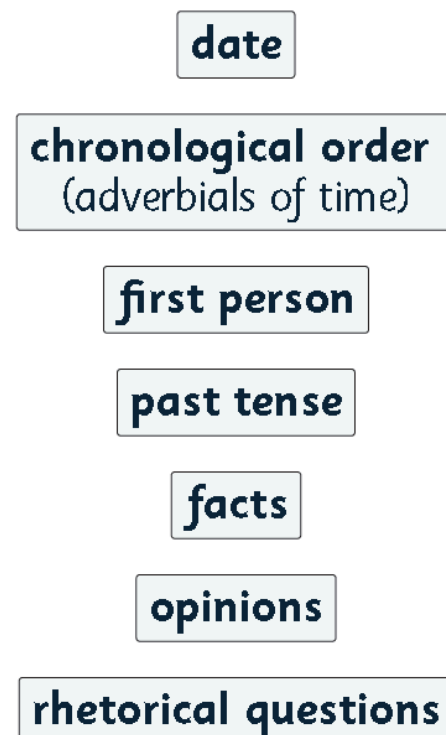 date
chronological order
(adverbials of time)
first person
past tense
facts
opinions
rhetorical questions